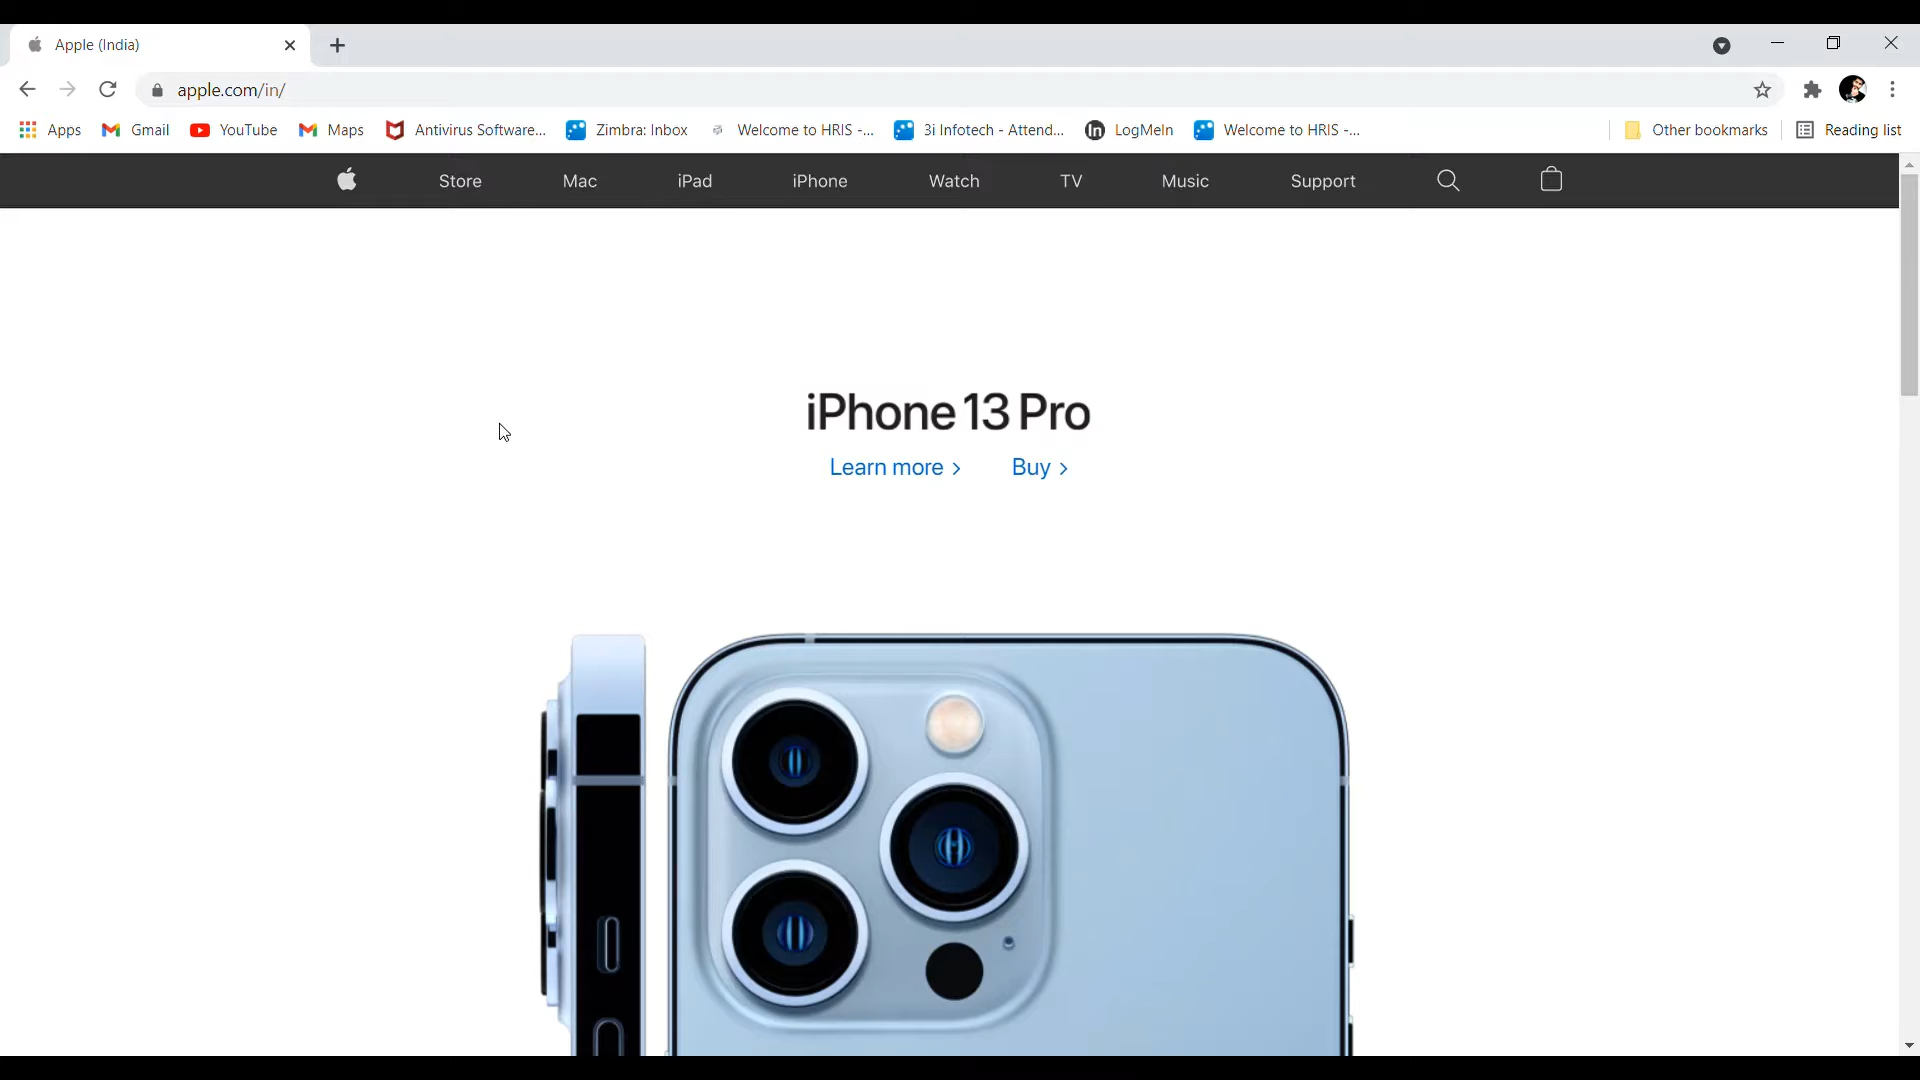 Apple (India)
apple.com/in/
Apps Gmail YouTube Maps Antivirus Software... Zimbra: Inbox Welcome to HRIS -... 3i Infotech - Attend... LogMeIn Welcome to HRIS -... Other bookmarks Reading list
Store Mac iPad iPhone Watch TV Music Support
iPhone 13 Pro
Learn more > Buy >